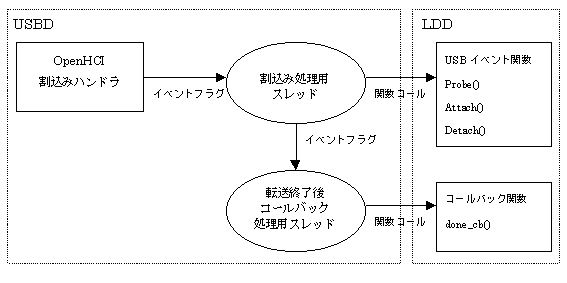 USBD
LDD
OpenHCI
割込みハンドラ
イベントフラグ
割込み処理用
スレッド
関数コール
USB イベント関数
Probe()
Attach()
Detach()
イベントフラグ
転送終了後
コールバック
処理用スレッド
関数コール
コールバック関数
done_cb()